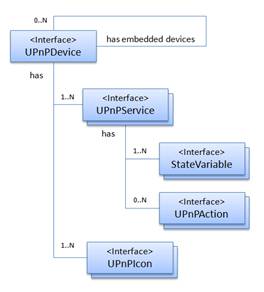 0..N
has embedded devices
<Interface>
UPnPDevice
has
1..N
<Interface>
UPnPService
has
1..N
<Interface>
StateVariable
0..N
<Interface>
UPnPAction
1..N
<Interface>
UPnPIcon